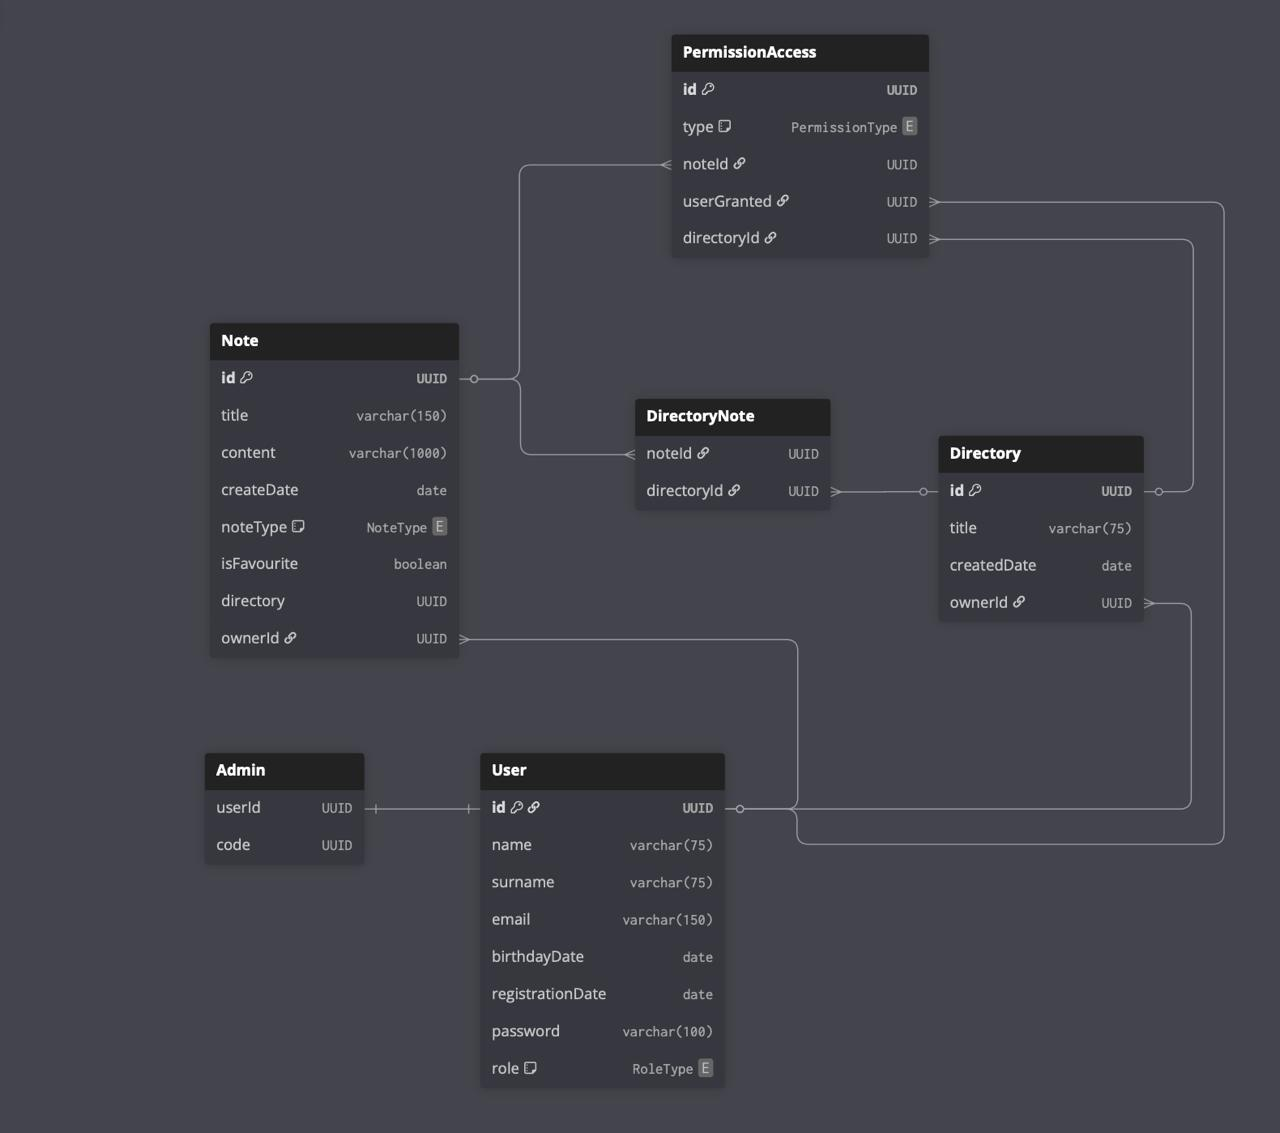 PermissionAccess
id UUID
type PermissionType E
noteId UUID
userGranted UUID
directoryId UUID
Note
id UUID
title varchar(150)
content varchar(1000)
createDate date
noteType NoteType E
isFavourite boolean
directory UUID
ownerId UUID
DirectoryNote
noteId UUID
directoryId UUID
Directory
id UUID
title varchar(75)
createdDate date
ownerId UUID
Admin
userId UUID
code UUID
User
id UUID
name varchar(75)
surname varchar(75)
email varchar(150)
birthdayDate date
registrationDate date
password varchar(100)
role RoleType E